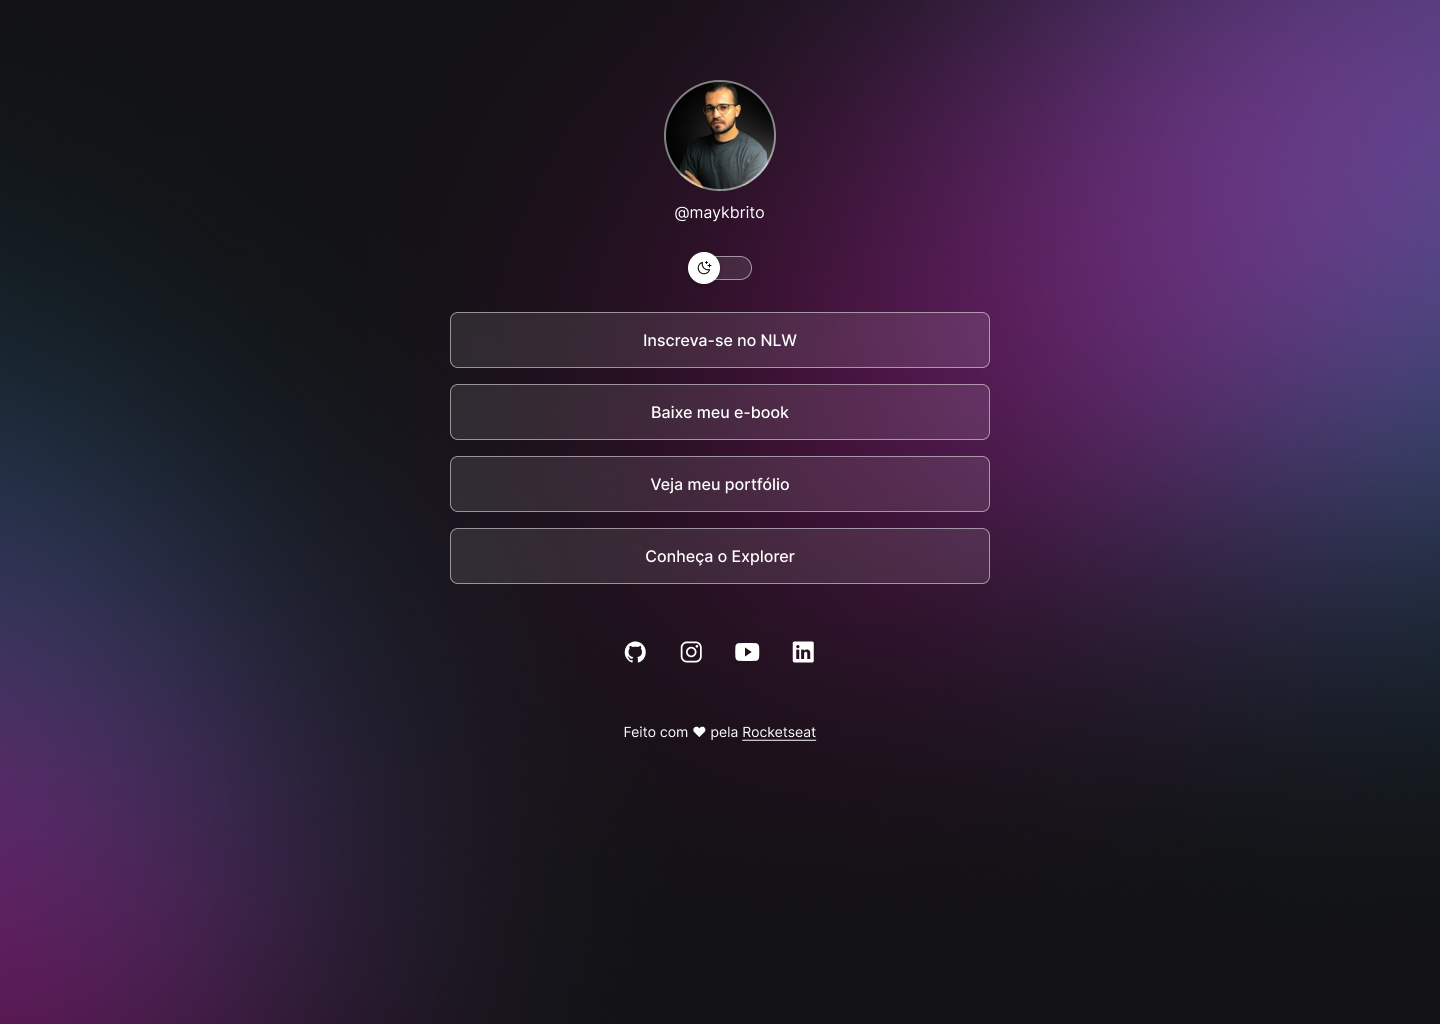 @maykbrito
Inscreva-se no NLW
Baixe meu e-book
Veja meu portfólio
Conheça o Explorer
Feito com ♥ pela Rocketseat